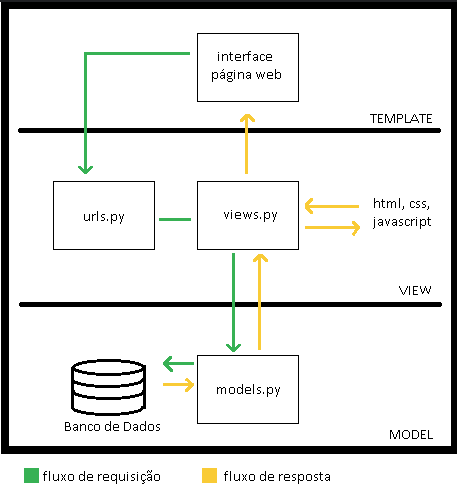 interface
página web
TEMPLATE
urls.py
views.py
html, css,
javascript
VIEW
models.py
Banco de Dados
MODEL
fluxo de requisição
fluxo de resposta